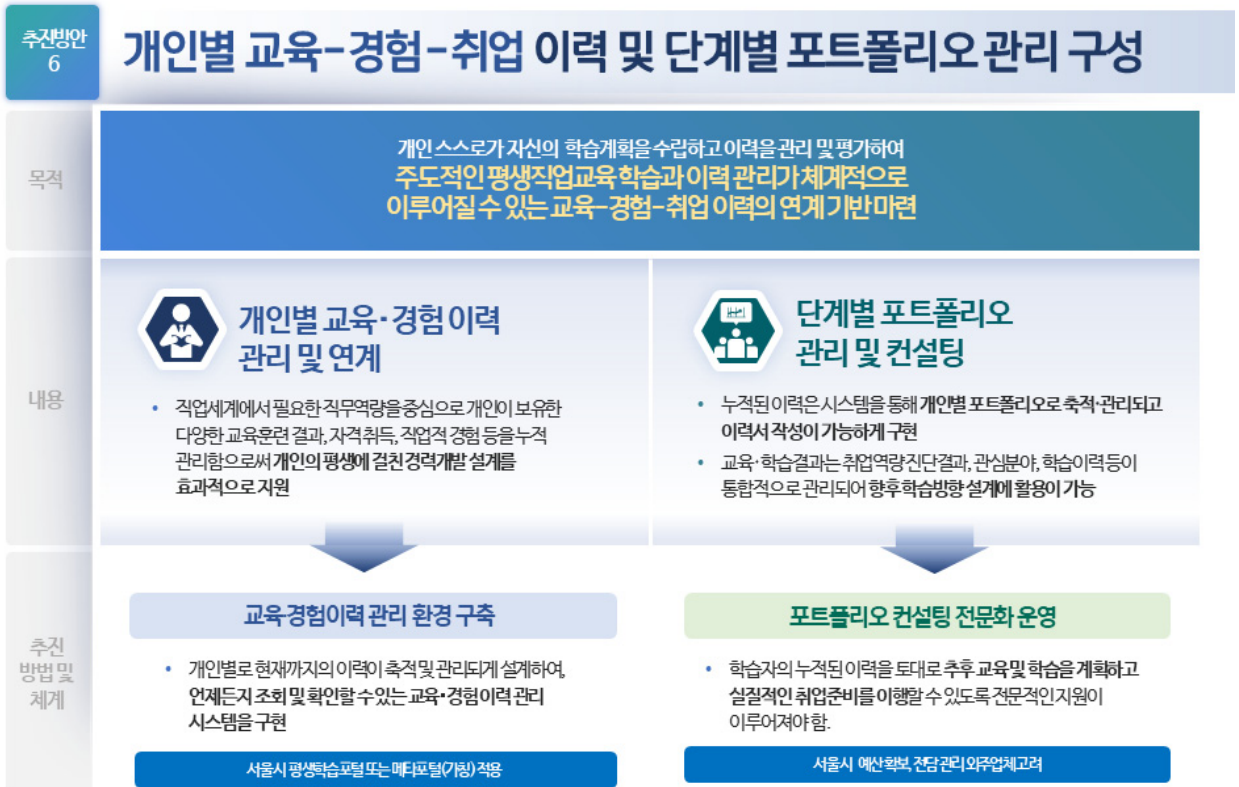 추진방안
6
개인별 교육-경험-취업 이력 및 단계별 포트폴리오 관리 구성
목적
개인 스스로가 자신의 학습계획을 수립하고 이력을 관리 및 평가하여
주도적인 평생직업교육 학습과 이력 관리가 체계적으로
이루어질 수 있는 교육-경험-취업 이력의 연계 기반 마련
내용
개인별 교육·경험 이력
관리 및 연계
• 직업세계에서 필요한 직무역량을 중심으로 개인이 보유한
다양한 교육훈련 결과, 자격 취득, 직업적 경험 등을 누적
관리함으로써 개인의 평생에 걸친 경력개발 설계를
효과적으로 지원
단계별 포트폴리오
관리 및 컨설팅
• 누적된 이력은 시스템을 통해 개인별 포트폴리오로 축적·관리되고
이력서 작성이 가능하게 구현
• 교육·학습결과는 취업역량진단결과, 관심분야, 학습이력 등이
통합적으로 관리되어 향후 학습방향 설계에 활용이 가능
추진
방법 및
체계
교육·경험이력 관리 환경 구축
• 개인별로 현재까지의 이력이 축적 및 관리되게 설계하여,
언제든지 조회 및 확인할 수 있는 교육·경험 이력 관리
시스템을 구현
서울시 평생학습포털 또는 메타포털(가칭) 적용
포트폴리오 컨설팅 전문화 운영
• 학습자의 누적된 이력을 토대로 추후 교육 및 학습을 계획하고
실질적인 취업준비를 이행할 수 있도록 전문적인 지원이
이루어져야 함.
서울시 예산확보, 전담 관리 외주업체 고려